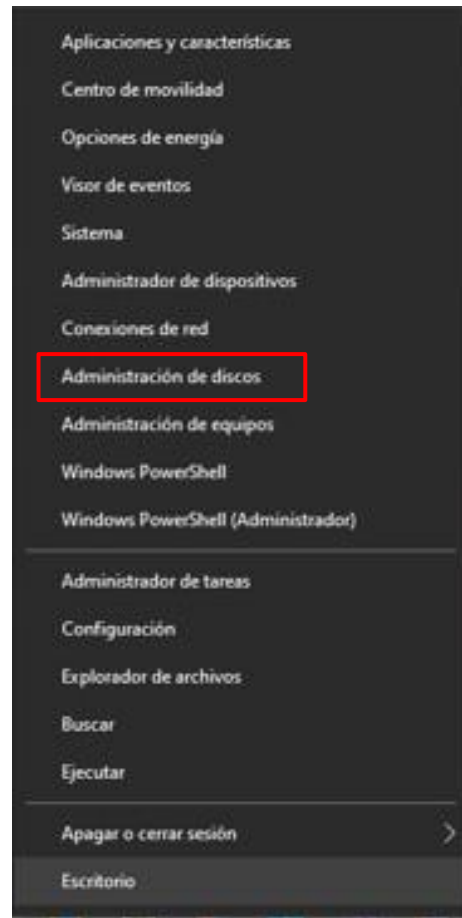 Aplicaciones y características
Centro de movilidad
Opciones de energía
Visor de eventos
Sistema
Administrador de dispositivos
Conexiones de red
Administración de discos
Administración de equipos
Windows PowerShell
Windows PowerShell (Administrador)
Administrador de tareas
Configuración
Explorador de archivos
Buscar
Ejecutar
Apagar o cerrar sesión
Escritorio